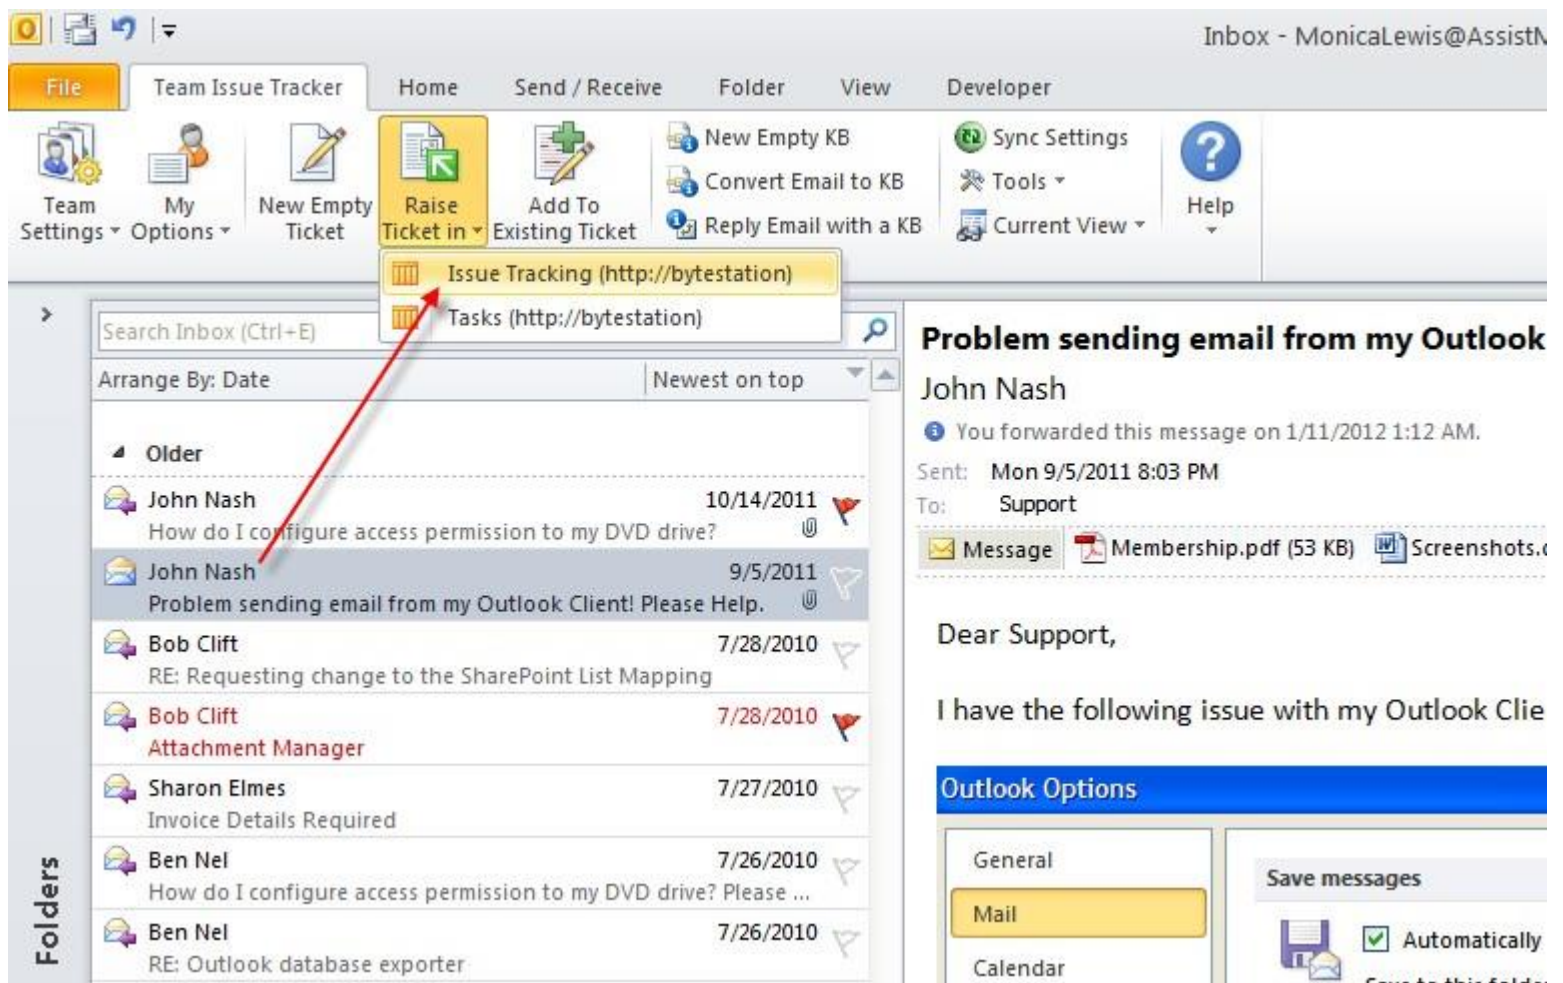 Inbox - MonicaLewis@Assist
File Team Issue Tracker Home Send / Receive Folder View Developer
Team Settings
My Options
New Empty Ticket
Raise Ticket in
Add To Existing Ticket
New Empty KB
Convert Email to KB
Reply Email with a KB
Sync Settings
Tools
Current View
Help
Issue Tracking (http://bytestation)
Tasks (http://bytestation)
Search Inbox (Ctrl+E)
Arrange By: Date Newest on top
Older
John Nash 10/14/2011
How do I configure access permission to my DVD drive?
John Nash 9/5/2011
Problem sending email from my Outlook Client! Please Help.
Bob Clift 7/28/2010
RE: Requesting change to the SharePoint List Mapping
Bob Clift 7/28/2010
Attachment Manager
Sharon Elmes 7/27/2010
Invoice Details Required
Ben Nel 7/26/2010
How do I configure access permission to my DVD drive? Please ...
Ben Nel 7/26/2010
RE: Outlook database exporter
Folders
Problem sending email from my Outlook
John Nash
You forwarded this message on 1/11/2012 1:12 AM.
Sent: Mon 9/5/2011 8:03 PM
To: Support
Message Membership.pdf (53 KB) Screenshots.
Dear Support,
I have the following issue with my Outlook Clie
Outlook Options
General
Mail
Calendar
Save messages
Automatically